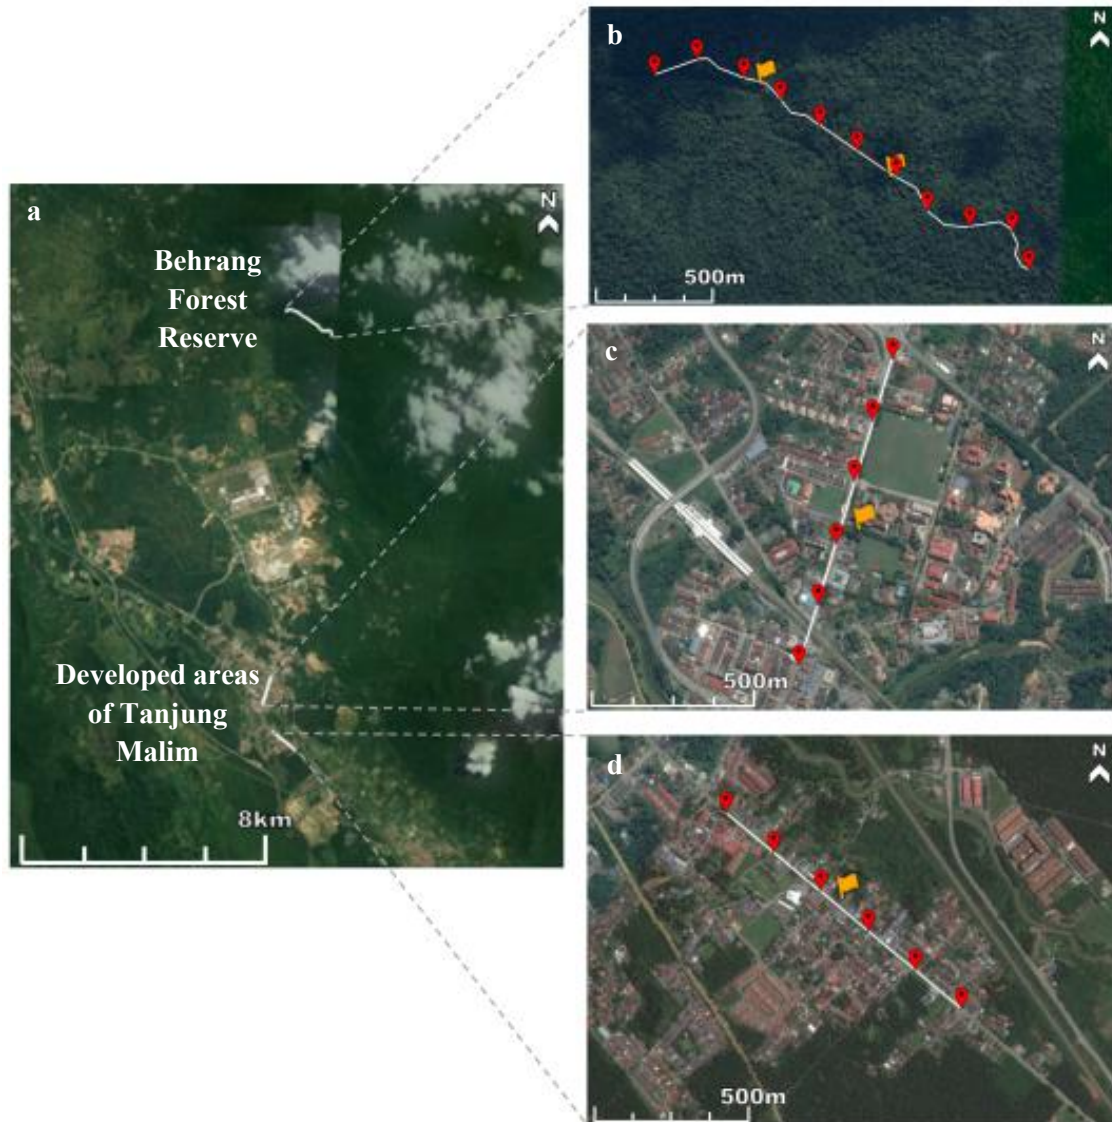 a
N
Behrang
Forest
Reserve
Developed areas
of Tanjung
Malim
8km
b
N
500m
c
N
500m
d
N
500m